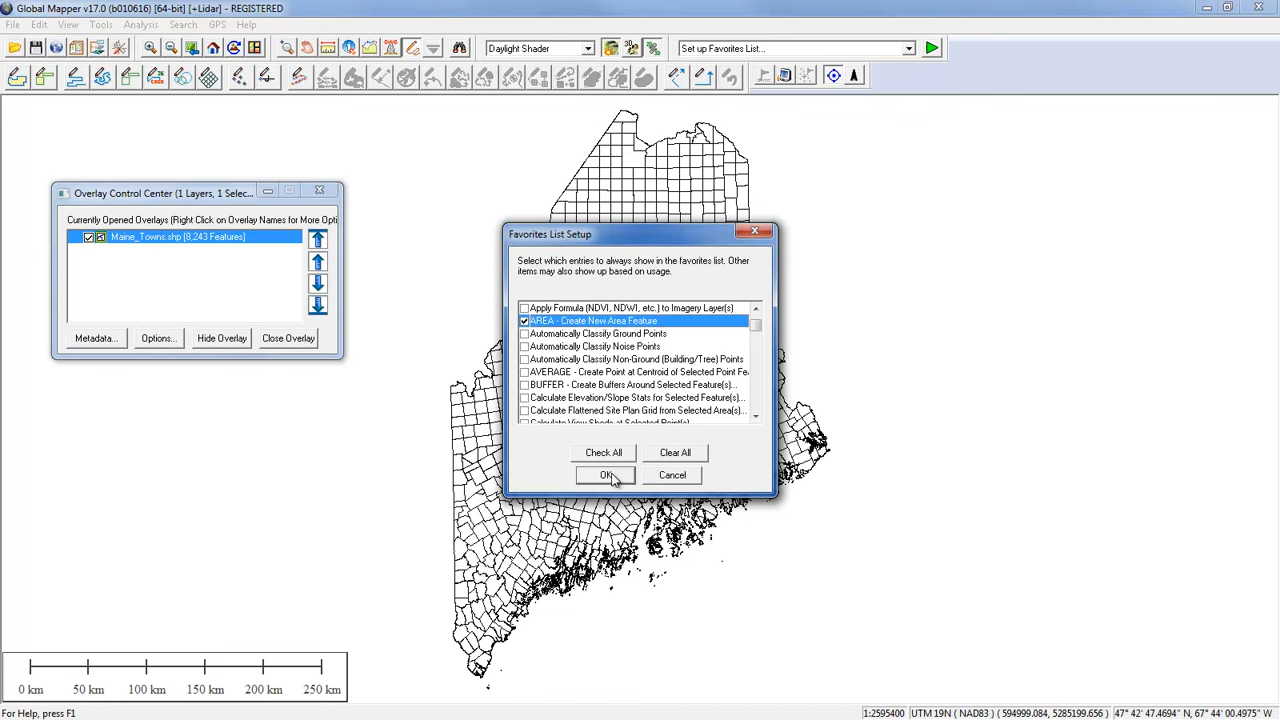 Global Mapper v17.0 (b010616) [64-bit] [+Lidar] - REGISTERED
File Edit View Tools Analysis Search GPS Help
Daylight Shader
Set up Favorites List...
Overlay Control Center (1 Layers, 1 Selec...
Currently Opened Overlays (Right Click on Overlay Names for More Opti
Maine_Towns.shp [8,243 Features]
Metadata... Options... Hide Overlay Close Overlay
Favorites List Setup
Select which entries to always show in the favorites list. Other
items may also show up based on usage.
Apply Formula (NDVI, NDWI, etc.) to Imagery Layer(s)
AREA - Create New Area Feature
Automatically Classify Ground Points
Automatically Classify Noise Points
Automatically Classify Non-Ground (Building/Tree) Points
AVERAGE - Create Point at Centroid of Selected Point Fe
BUFFER - Create Buffers Around Selected Feature(s)...
Calculate Elevation/Slope Stats for Selected Feature(s)...
Calculate Flattened Site Plan Grid from Selected Area(s)...
Calculate View Sheds at Selected Point(s)
Check All Clear All
OK Cancel
0 km 50 km 100 km 150 km 200 km 250 km
For Help, press F1
1:2595400 UTM 19N ( NAD83 ) ( 594999.084, 5285199.656 ) 47° 42' 47.4694" N, 67° 44' 00.4975" W